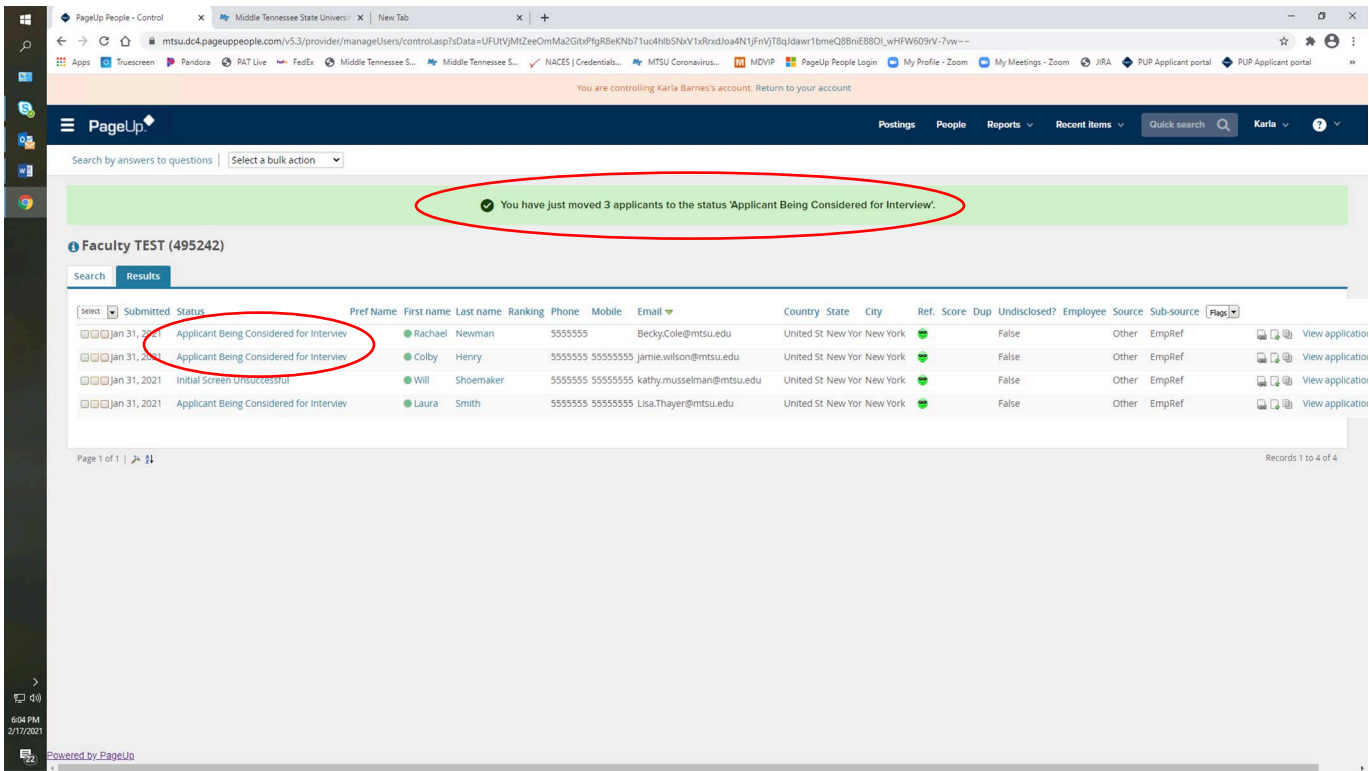 PageUp People - Control Middle Tennessee State Universi New Tab
mtsu.dc4.pageuppeople.com/v5.3/provider/manageUsers/control.asp?sData=
Apps Truescreen Pandora PA7 Live FedEx Middle Tennessee S... Middle Tennessee S... NACES | Credentials... MTSU Coronavirus... MDVIP PageUp People Login My Profile - Zoom My Meetings - Zoom JIRA PUP Applicant portal PUP Applicant portal »
You are controlling Karla Barnes's account. Return to your account
PageUp. Postings People Reports Recent items Quick search Karla ?
Search by answers to questions | Select a bulk action
You have just moved 3 applicants to the status 'Applicant Being Considered for Interview'.
Faculty TEST (495242)
Search Results
Select Submitted Status Pref Name First name Last name Ranking Phone Mobile Email Country State City Ref. Score Dup Undisclosed? Employee Source Sub-source Flags
Jan 31, 2021 Applicant Being Considered for Interview Rachael Newman 5555555 Becky.Cole@mtsu.edu United St New Yor New York False Other EmpRef View application
Jan 31, 2021 Applicant Being Considered for Interview Colby Henry 5555555 55555555 jamie.wilson@mtsu.edu United St New Yor New York False Other EmpRef View application
Jan 31, 2021 Initial Screen Unsuccessful Will Shoemaker 5555555 55555555 kathy.musselman@mtsu.edu United St New Yor New York False Other EmpRef View application
Jan 31, 2021 Applicant Being Considered for Interview Laura Smith 5555555 55555555 Lisa.Thayer@mtsu.edu United St New Yor New York False Other EmpRef View application
Page 1 of 1 | Records 1 to 4 of 4
6:04 PM
2/17/2021
22
Powered by PageUp